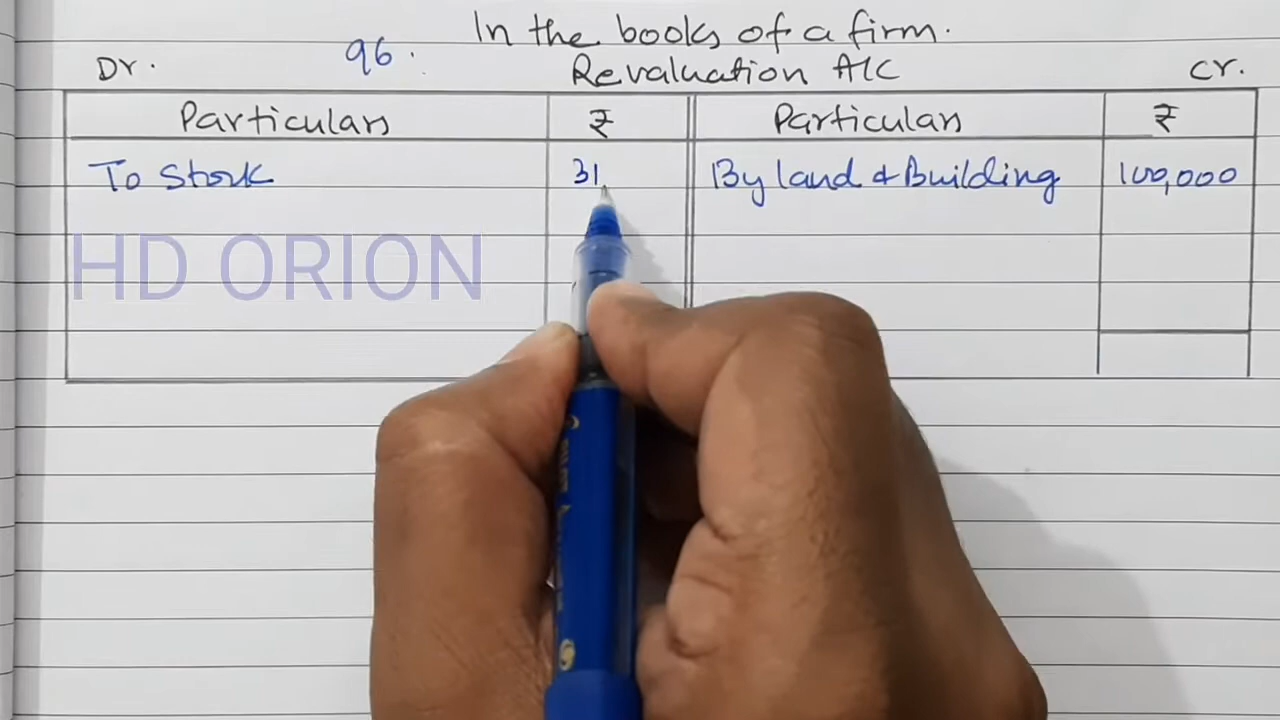 In the books of a firm.
Dr. 96. Revaluation A/C Cr.
Particulars ₹ Particulars ₹
To Stock 31 By land & Building 100,000
HD ORION